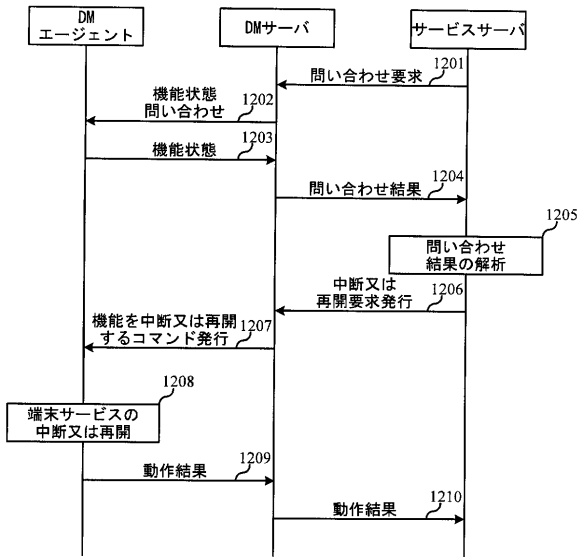 DM
エージェント
DMサーバ
サービスサーバ
問い合わせ要求
1201
機能状態
問い合わせ
1202
機能状態
1203
問い合わせ結果
1204
問い合わせ
結果の解析
1205
中断又は
再開要求発行
1206
機能を中断又は再開
するコマンド発行
1207
端末サービスの
中断又は再開
1208
動作結果
1209
動作結果
1210